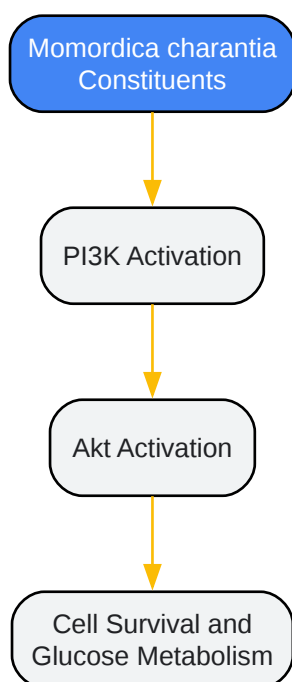 Momordica charantia
Constituents
PI3K Activation
Akt Activation
Cell Survival and
Glucose Metabolism